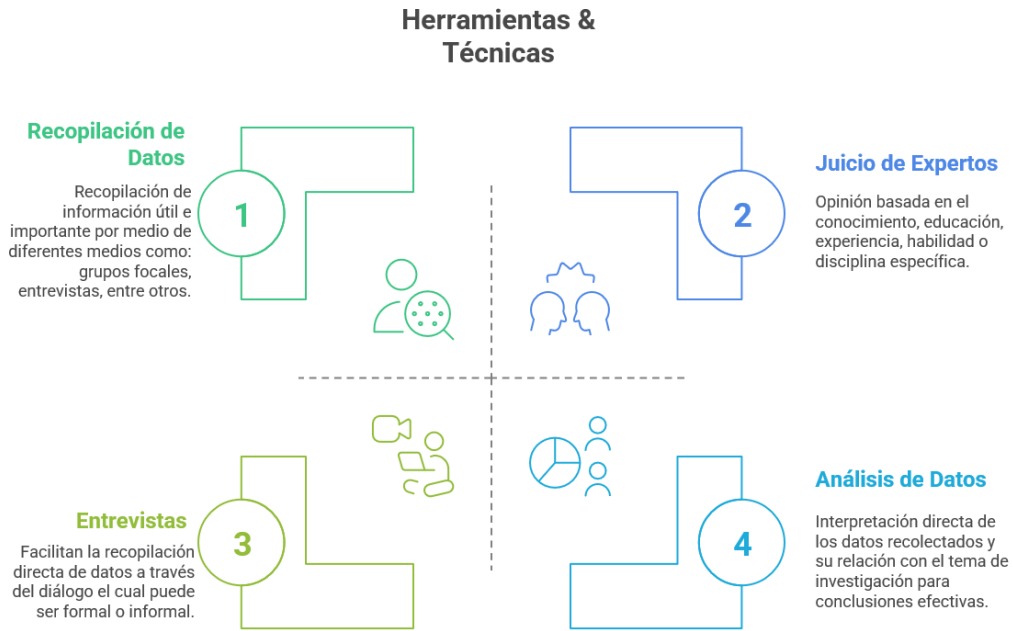 Herramientas &
Técnicas
Recopilación de
Datos
Recopilación de
información útil e
importante por medio de
diferentes medios como:
grupos focales,
entrevistas, entre otros.
1
2
Juicio de Expertos
Opinión basada en el
conocimiento, educación,
experiencia, habilidad o
disciplina específica.
Entrevistas
Facilitan la recopilación
directa de datos a través
del diálogo el cual puede
ser formal o informal.
3
4
Análisis de Datos
Interpretación directa de
los datos recolectados y
su relación con el tema de
investigación para
conclusiones efectivas.